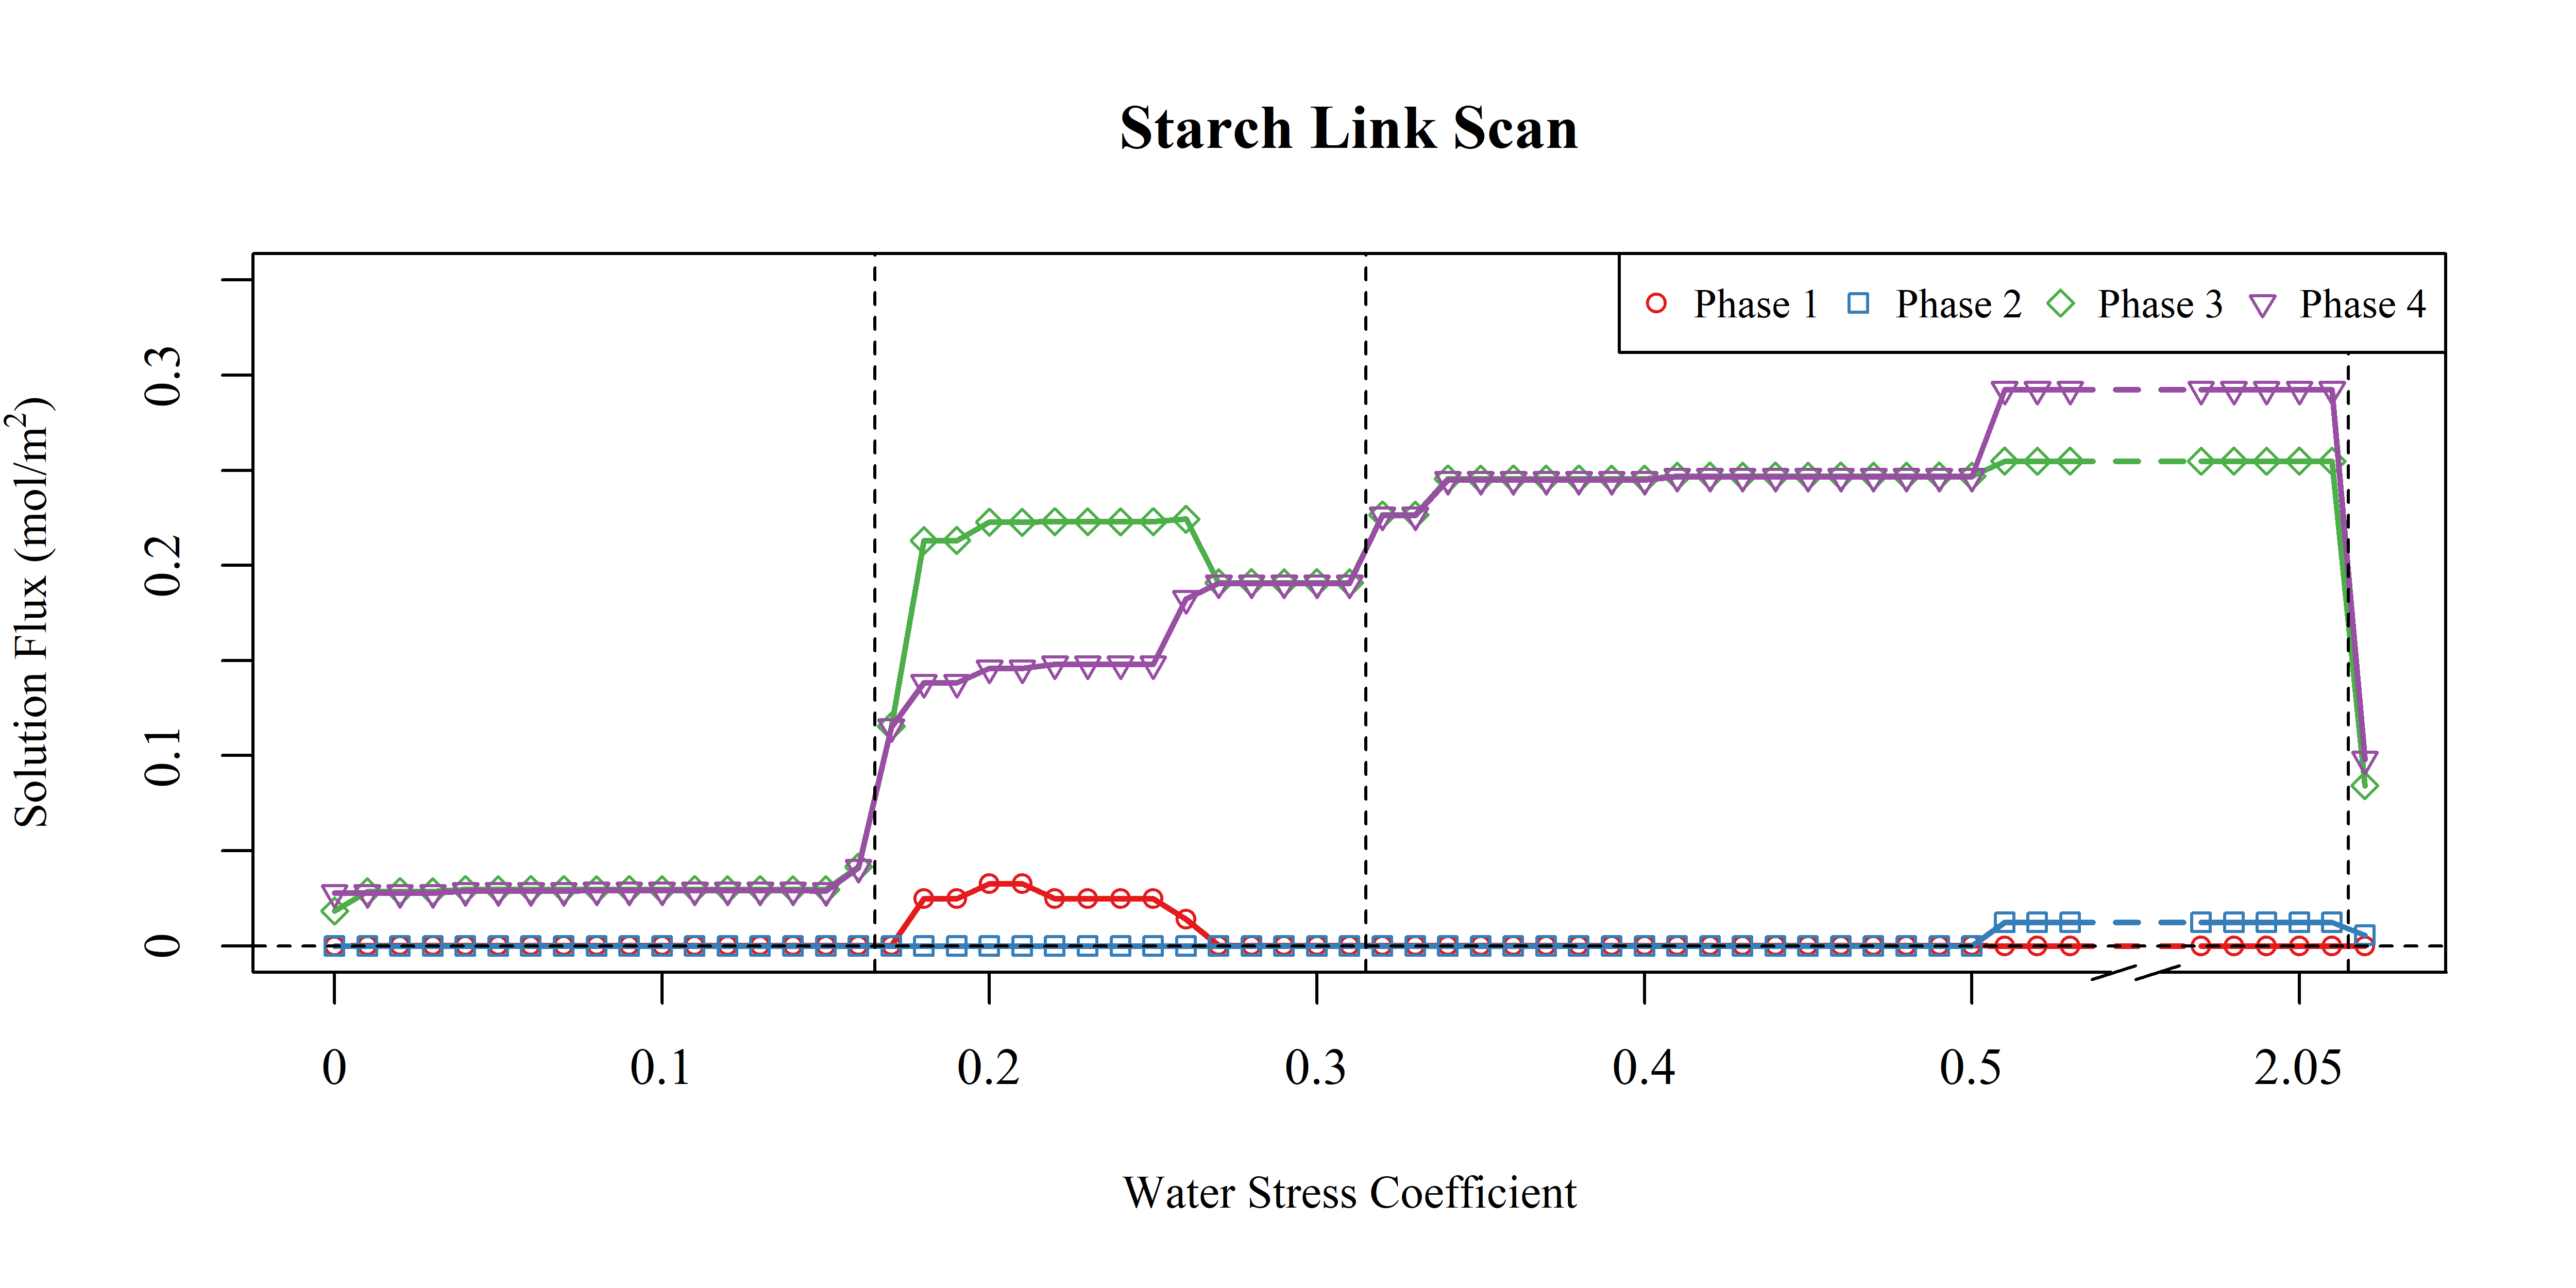 Starch Link Scan
Phase 1 Phase 2 Phase 3 Phase 4
Solution Flux (mol/m²)
0.3
0.2
0.1
0
0 0.1 0.2 0.3 0.4 0.5 2.05
Water Stress Coefficient